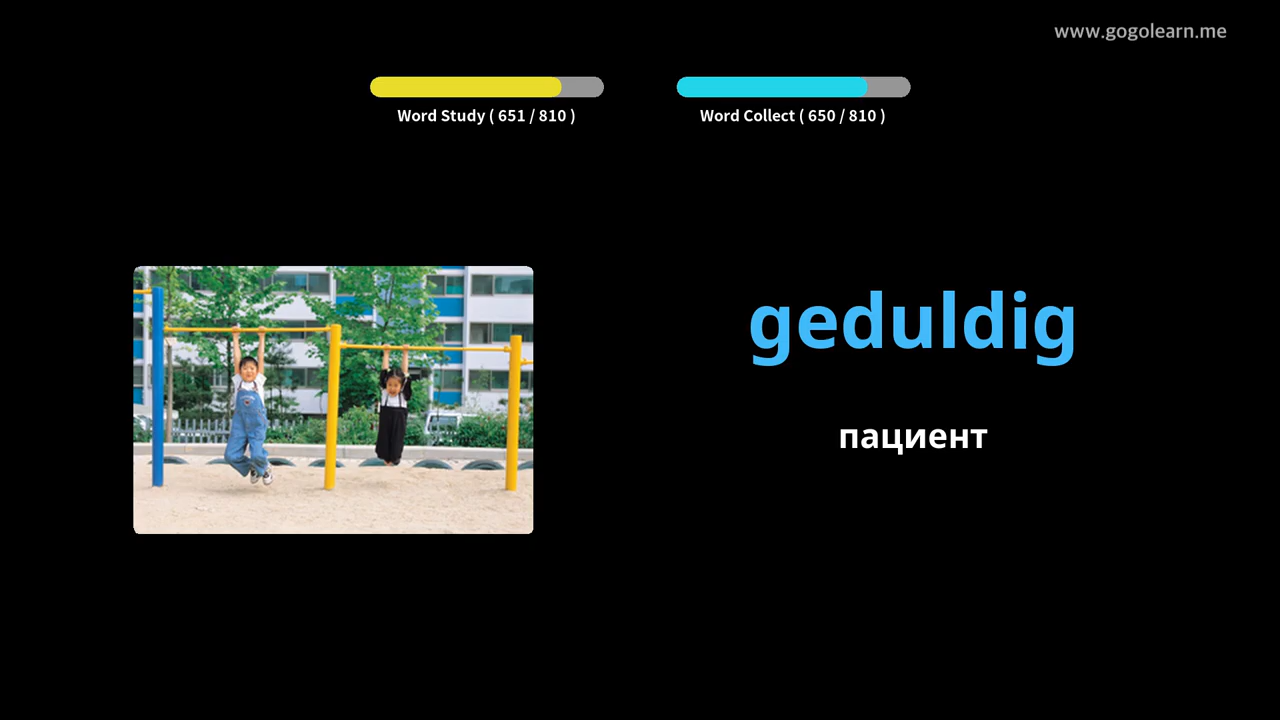 www.gogolearn.me
Word Study ( 651 / 810 )
Word Collect ( 650 / 810 )
geduldig
пациент